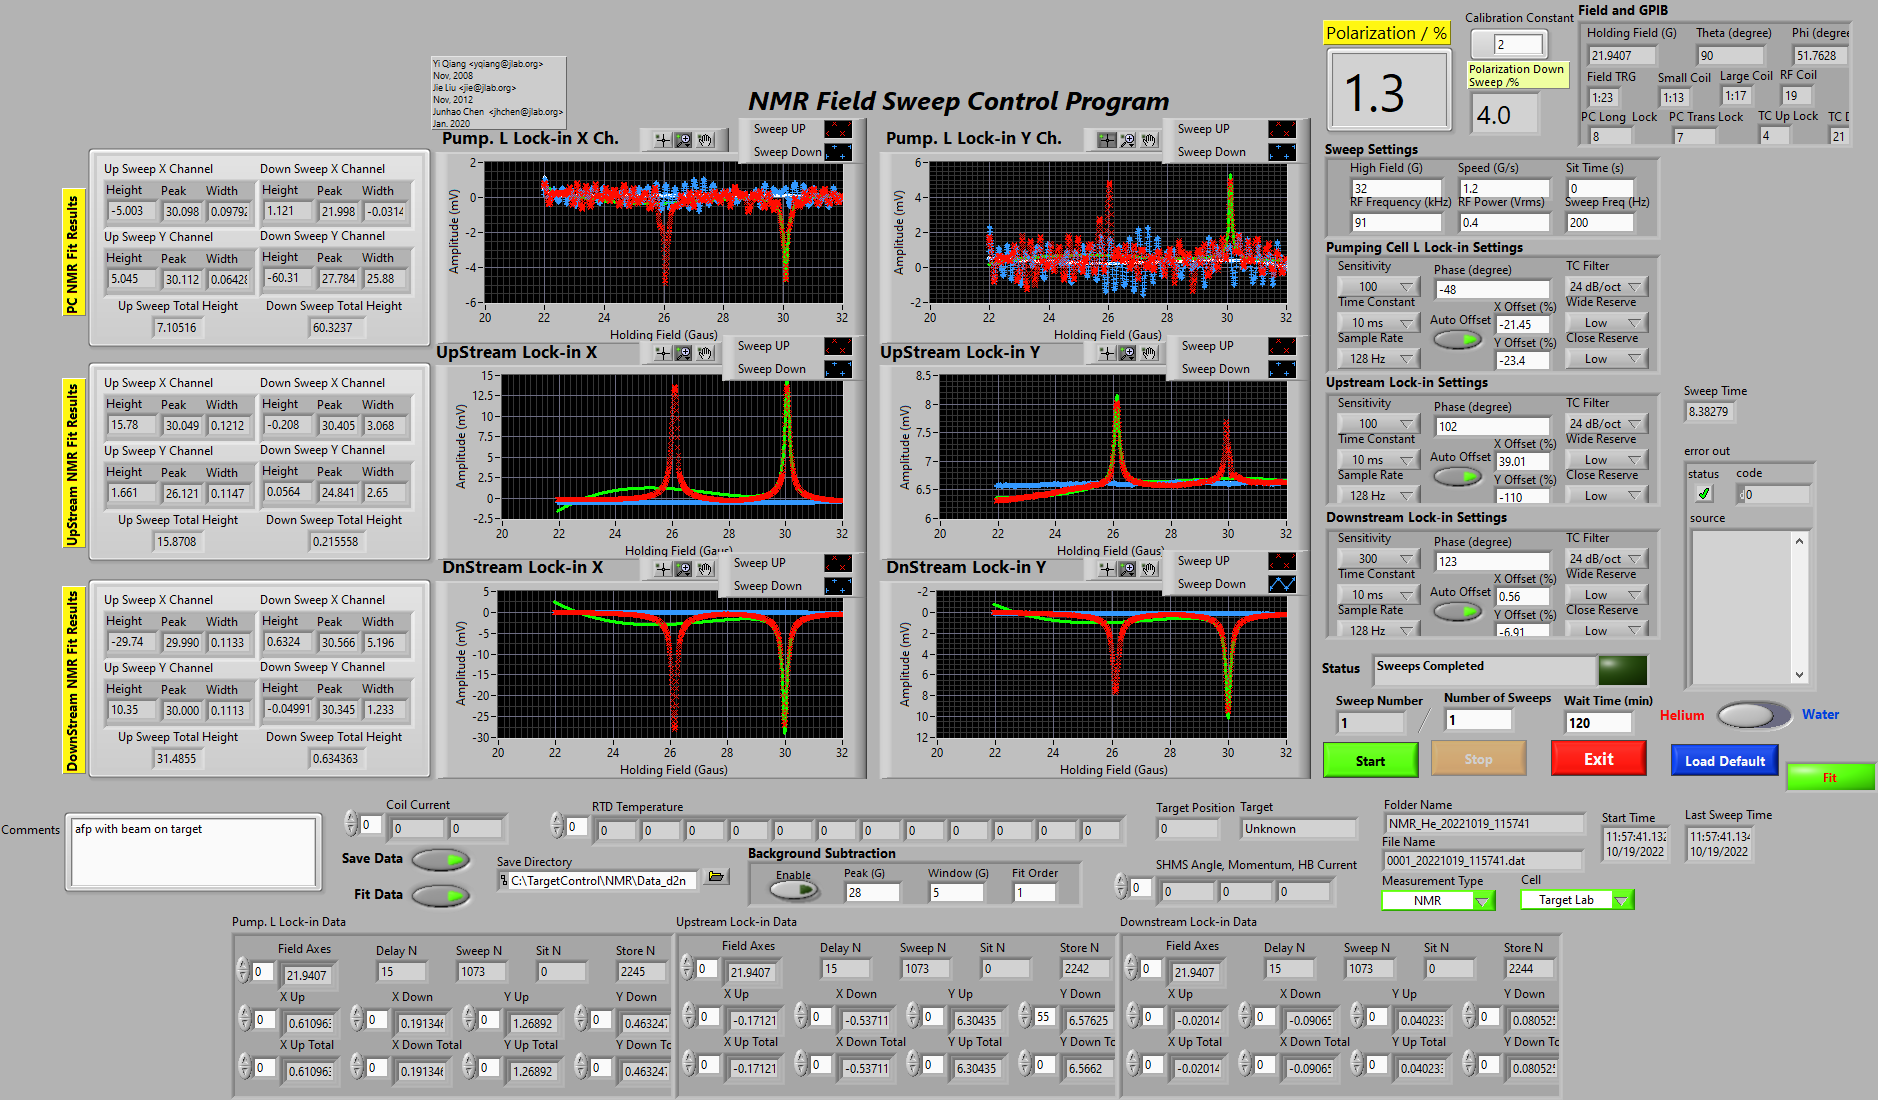 Yi Qiang <yqiang@jlab.org>
Nov, 2008
Jie Liu <jie@jlab.org>
Nov, 2012
Junhao Chen <jhchen@jlab.org>
Jan. 2020
NMR Field Sweep Control Program
Polarization / %
1.3
Calibration Constant
2
Polarization Down
Sweep /%
4.0
Field and GPIB
Holding Field (G) Theta (degree) Phi (degree
21.9407 90 51.7628
Field TRG Small Coil Large Coil RF Coil
1:23 1:13 1:17 19
PC Long Lock PC Trans Lock TC Up Lock TC D
8 7 4 21
PC NMR Fit Results
Up Sweep X Channel Down Sweep X Channel
Height Peak Width Height Peak Width
-5.003 30.098 0.0979 1.121 21.998 -0.0314
Up Sweep Y Channel Down Sweep Y Channel
Height Peak Width Height Peak Width
5.045 30.112 0.0642 -60.31 27.784 25.88
Up Sweep Total Height Down Sweep Total Height
7.10516 60.3237
UpStream NMR Fit Results
Up Sweep X Channel Down Sweep X Channel
Height Peak Width Height Peak Width
15.78 30.049 0.1212 -0.208 30.405 3.068
Up Sweep Y Channel Down Sweep Y Channel
Height Peak Width Height Peak Width
1.661 26.121 0.1147 0.0564 24.841 2.65
Up Sweep Total Height Down Sweep Total Height
15.8708 0.215558
DownStream NMR Fit Results
Up Sweep X Channel Down Sweep X Channel
Height Peak Width Height Peak Width
-29.74 29.990 0.1133 0.6324 30.566 5.196
Up Sweep Y Channel Down Sweep Y Channel
Height Peak Width Height Peak Width
10.35 30.000 0.1113 -0.04991 30.345 1.233
Up Sweep Total Height Down Sweep Total Height
31.4855 0.634363
Pump. L Lock-in X Ch.
Sweep UP
Sweep Down
Amplitude (mV)
2
0
-2
-4
-6
20 22 24 26 28 30 32
Holding Field (Gaus)
Pump. L Lock-in Y Ch.
Sweep UP
Sweep Down
Amplitude (mV)
6
4
2
0
-2
20 22 24 26 28 30 32
Holding Field (Gaus)
UpStream Lock-in X
Sweep UP
Sweep Down
Amplitude (mV)
15
12.5
10
7.5
5
2.5
0
-2.5
20 22 24 26 28 30 32
Holding Field (Gaus)
UpStream Lock-in Y
Sweep UP
Sweep Down
Amplitude (mV)
8.5
8
7.5
7
6.5
6
20 22 24 26 28 30 32
Holding Field (Gaus)
DnStream Lock-in X
Sweep UP
Sweep Down
Amplitude (mV)
5
0
-5
-10
-15
-20
-25
-30
20 22 24 26 28 30 32
Holding Field (Gaus)
DnStream Lock-in Y
Sweep UP
Sweep Down
Amplitude (mV)
-2
0
2
4
6
8
10
12
20 22 24 26 28 30 32
Holding Field (Gaus)
Sweep Settings
High Field (G) Speed (G/s) Sit Time (s)
32 1.2 0
RF Frequency (kHz) RF Power (Vrms) Sweep Freq (Hz)
91 0.4 200
Pumping Cell L Lock-in Settings
Sensitivity Phase (degree) TC Filter
100 -48 24 dB/oct
Time Constant X Offset (%) Wide Reserve
10 ms Auto Offset -21.45 Low
Sample Rate Y Offset (%) Close Reserve
128 Hz -23.4 Low
Upstream Lock-in Settings
Sensitivity Phase (degree) TC Filter
100 102 24 dB/oct
Time Constant X Offset (%) Wide Reserve
10 ms Auto Offset 39.01 Low
Sample Rate Y Offset (%) Close Reserve
128 Hz -110 Low
Downstream Lock-in Settings
Sensitivity Phase (degree) TC Filter
300 123 24 dB/oct
Time Constant X Offset (%) Wide Reserve
10 ms Auto Offset 0.56 Low
Sample Rate Y Offset (%) Close Reserve
128 Hz -6.91 Low
Sweep Time
8.38279
error out
status code
0
source
Status Sweeps Completed
Sweep Number Number of Sweeps Wait Time (min)
1 / 1 120
Helium Water
Start Stop Exit Load Default Fit
Comments afp with beam on target
Coil Current
0 0 0
Save Data
Fit Data
RTD Temperature
0 0 0 0 0 0 0 0 0 0 0 0 0
Save Directory
C:\TargetControl\NMR\Data_d2n
Background Subtraction
Enable Peak (G) Window (G) Fit Order
28 5 1
Target Position Target
0 Unknown
SHMS Angle, Momentum, HB Current
0 0 0 0
Folder Name
NMR_He_20221019_115741
File Name
0001_20221019_115741.dat
Measurement Type Cell
NMR Target Lab
Start Time Last Sweep Time
11:57:41.132 11:57:41.134
10/19/2022 10/19/2022
Pump. L Lock-in Data
Field Axes Delay N Sweep N Sit N Store N
0 21.9407 15 1073 0 2245
X Up X Down Y Up Y Down
0 0.610963 0 0.191346 0 1.26892 0 0.463247
X Up Total X Down Total Y Up Total Y Down To
0 0.610963 0 0.191346 0 1.26892 0 0.463247
Upstream Lock-in Data
Field Axes Delay N Sweep N Sit N Store N
0 21.9407 15 1073 0 2242
X Up X Down Y Up Y Down
0 -0.17121 0 -0.53711 0 6.30435 55 6.57625
X Up Total X Down Total Y Up Total Y Down To
0 -0.17121 0 -0.53711 0 6.30435 0 6.5662
Downstream Lock-in Data
Field Axes Delay N Sweep N Sit N Store N
0 21.9407 15 1073 0 2244
X Up X Down Y Up Y Down
0 -0.02014 0 -0.09065 0 0.040233 0 0.080525
X Up Total X Down Total Y Up Total Y Down To
0 -0.02014 0 -0.09065 0 0.040233 0 0.080525